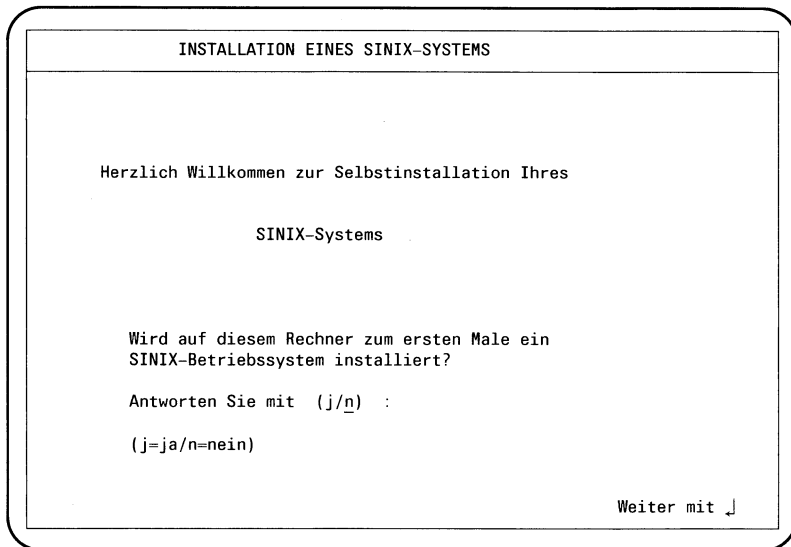 INSTALLATION EINES SINIX–SYSTEMS
Herzlich Willkommen zur Selbstinstallation Ihres
SINIX–Systems
Wird auf diesem Rechner zum ersten Male ein
SINIX–Betriebssystem installiert?
Antworten Sie mit (j/n) :
(j=ja/n=nein)
Weiter mit ↲